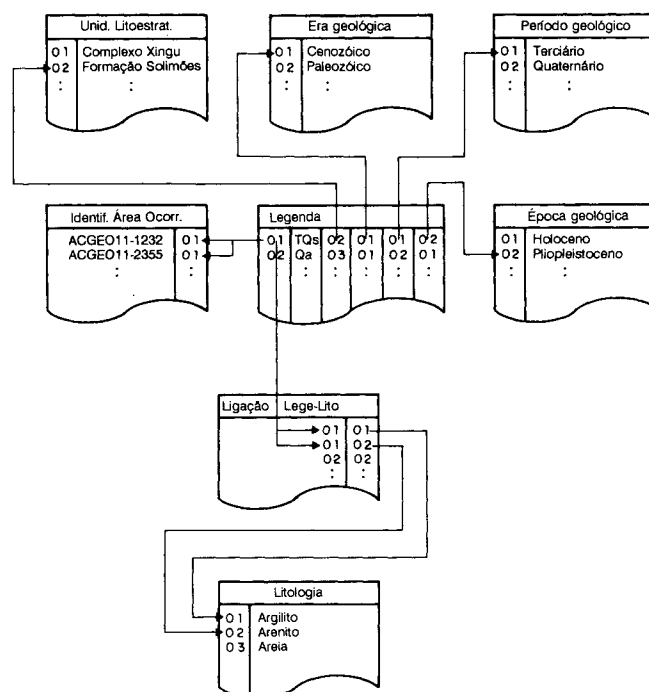 Unid. Litoestrat.
01 Complexo Xingu
02 Formação Solimões
: :
Era geológica
01 Cenozóico
02 Paleozóico
: :
Período geológico
01 Terciário
02 Quaternário
: :
Identif. Área Ocorr.
ACGEO11-1232 01
ACGEO11-2355 01
: :
Legenda
01 TQs 02 01 01 02
02 Qa 03 01 02 01
: : : : : :
Época geológica
01 Holoceno
02 Pliopleistoceno
: :
Ligação Lege-Lito
01 01
01 02
02 02
: :
Litologia
01 Argilito
02 Arenito
03 Areia